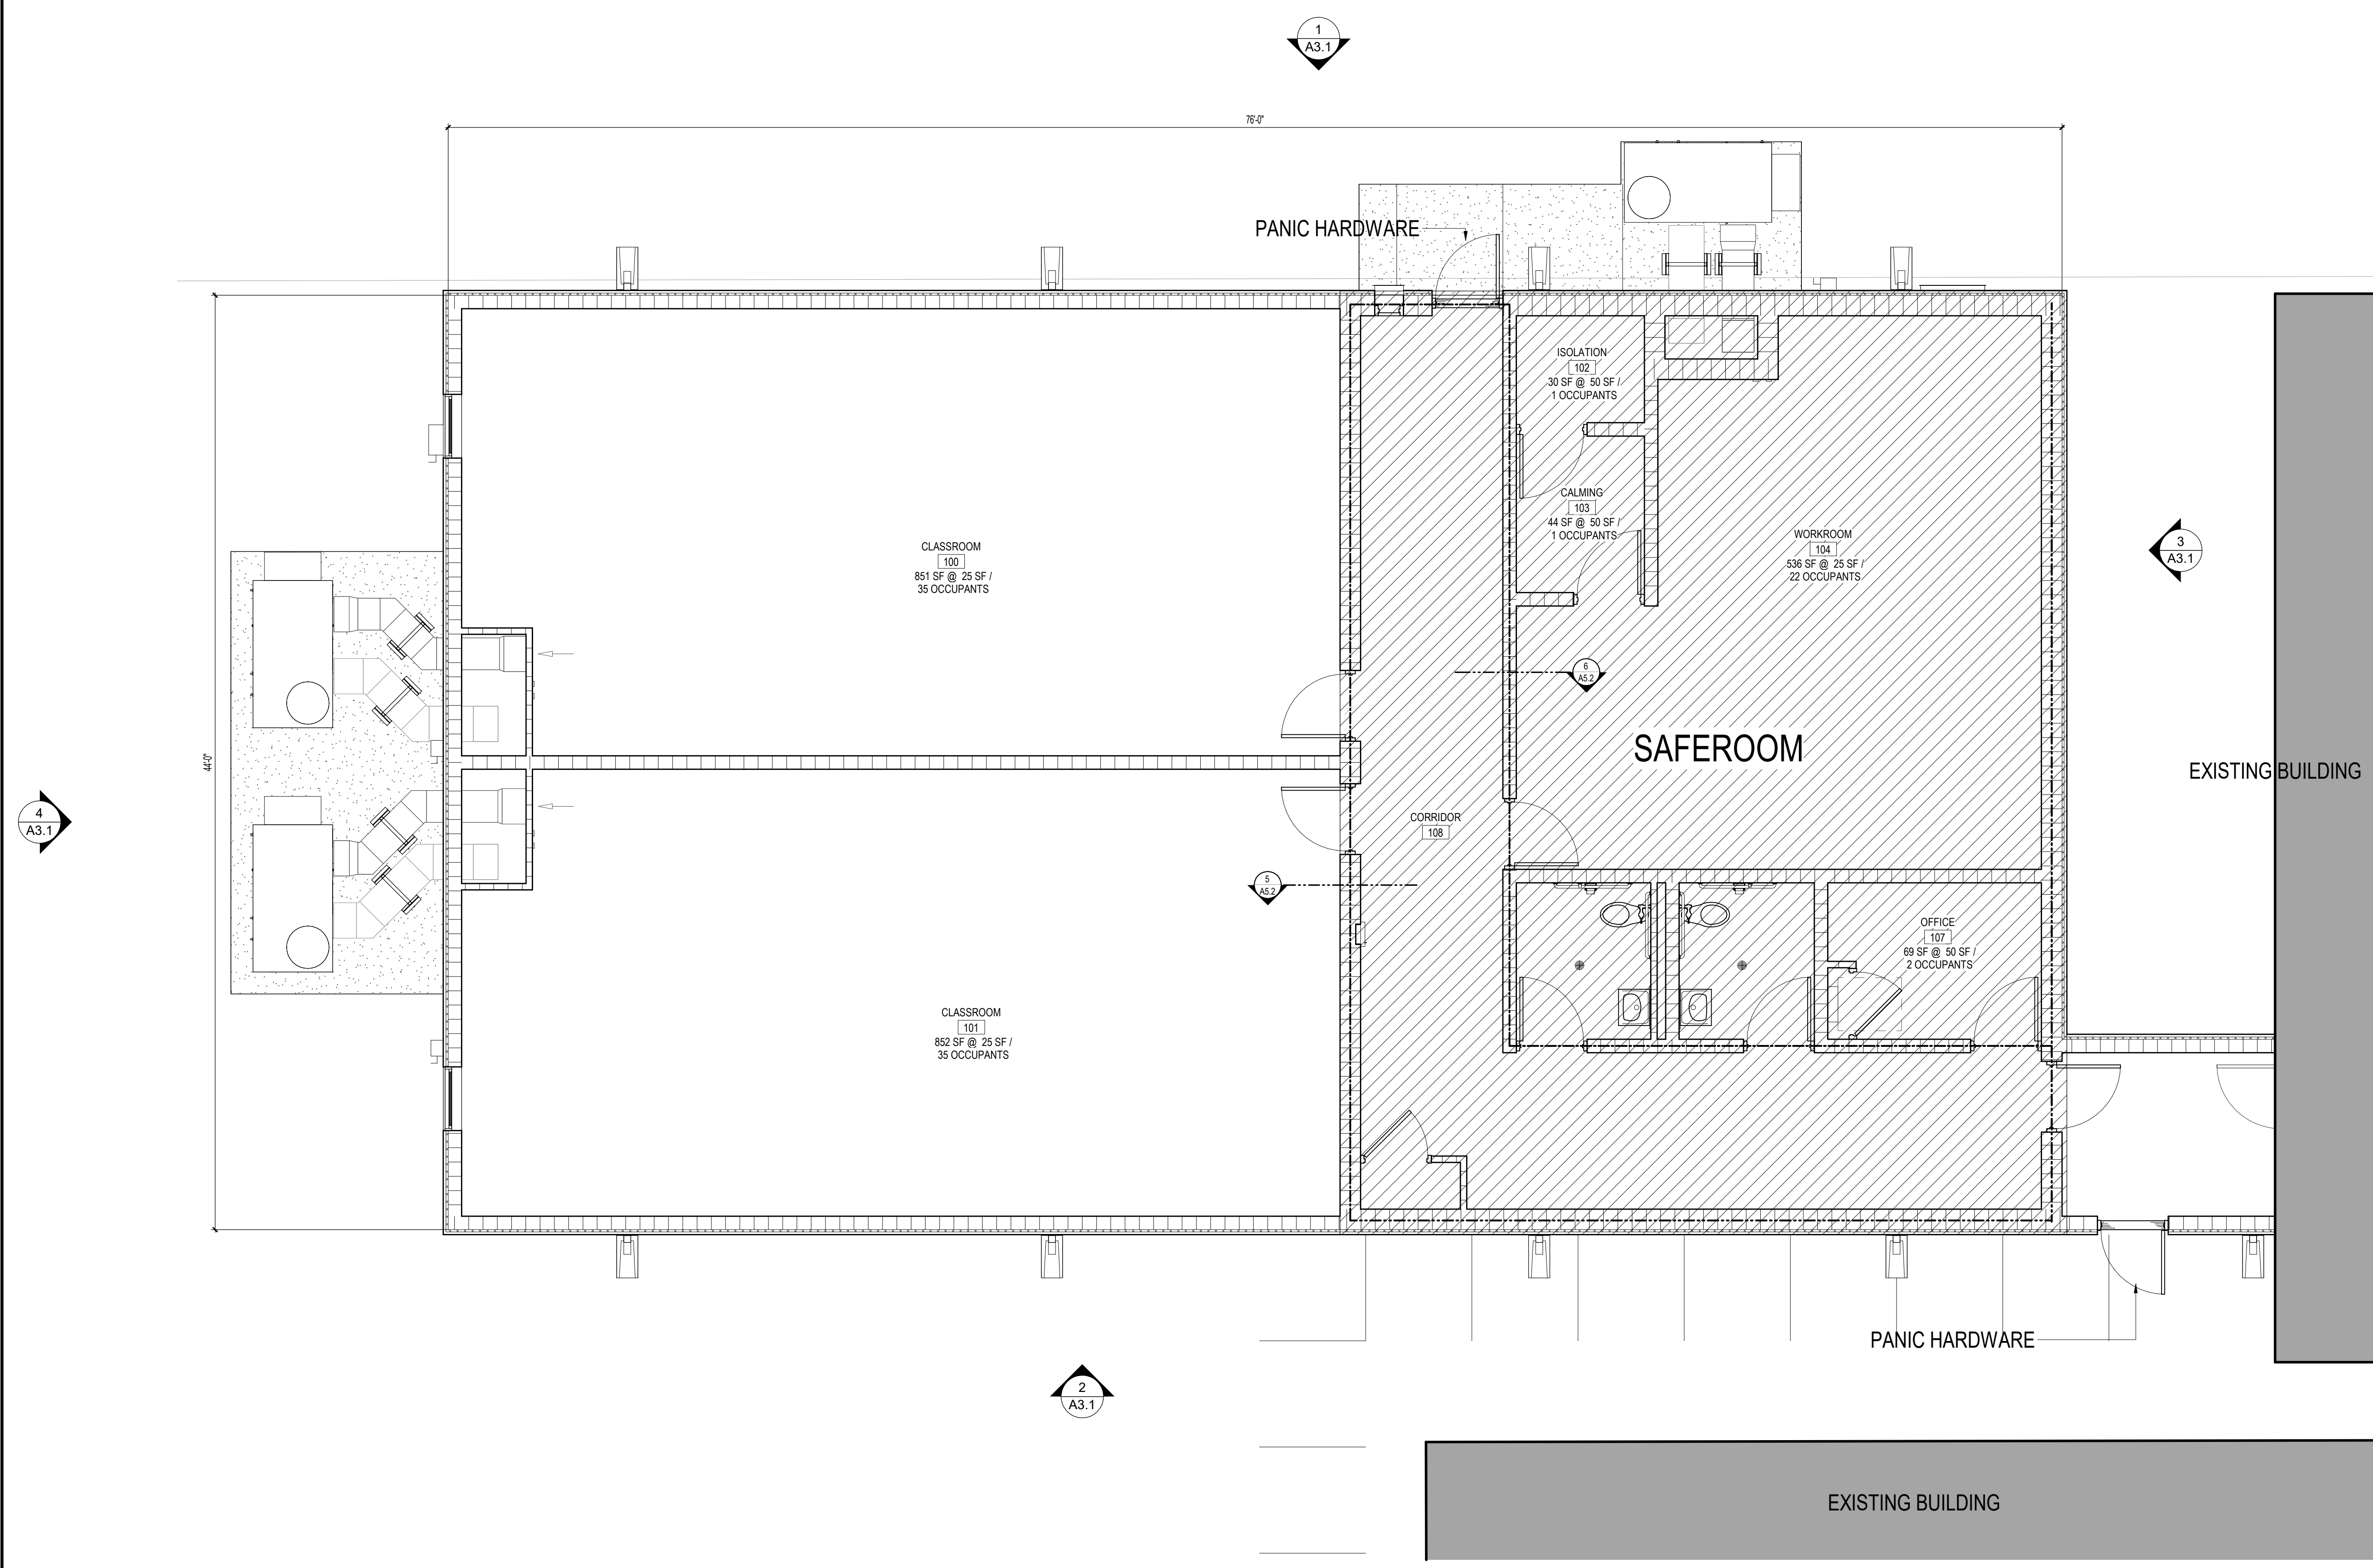 1
A3.1
76'-0"
PANIC HARDWARE
ISOLATION
102
30 SF @ 50 SF /
1 OCCUPANTS
CALMING
103
44 SF @ 50 SF /
1 OCCUPANTS
WORKROOM
104
536 SF @ 25 SF /
22 OCCUPANTS
3
A3.1
CLASSROOM
100
851 SF @ 25 SF /
35 OCCUPANTS
6
A5.2
SAFEROOM
44'-0"
EXISTING BUILDING
4
A3.1
CORRIDOR
108
5
A5.2
OFFICE
107
69 SF @ 50 SF /
2 OCCUPANTS
CLASSROOM
101
852 SF @ 25 SF /
35 OCCUPANTS
PANIC HARDWARE
2
A3.1
EXISTING BUILDING